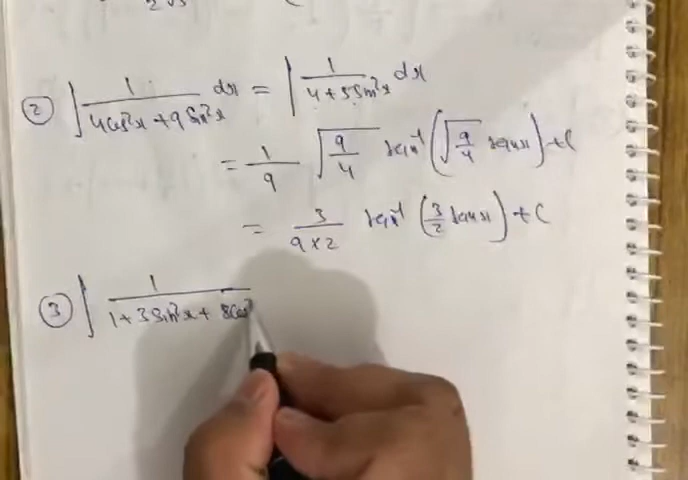 ② ∫ 1/(4cos²x + 9sin²x) dx = ∫ 1/(4+5sin²x) dx
= 1/9 √(9/4) tan⁻¹(√(9/4) tanx) + C
= 3/(9×2) tan⁻¹(3/2 tanx) + C
③ ∫ 1/(1+3sin²x + 8cos²